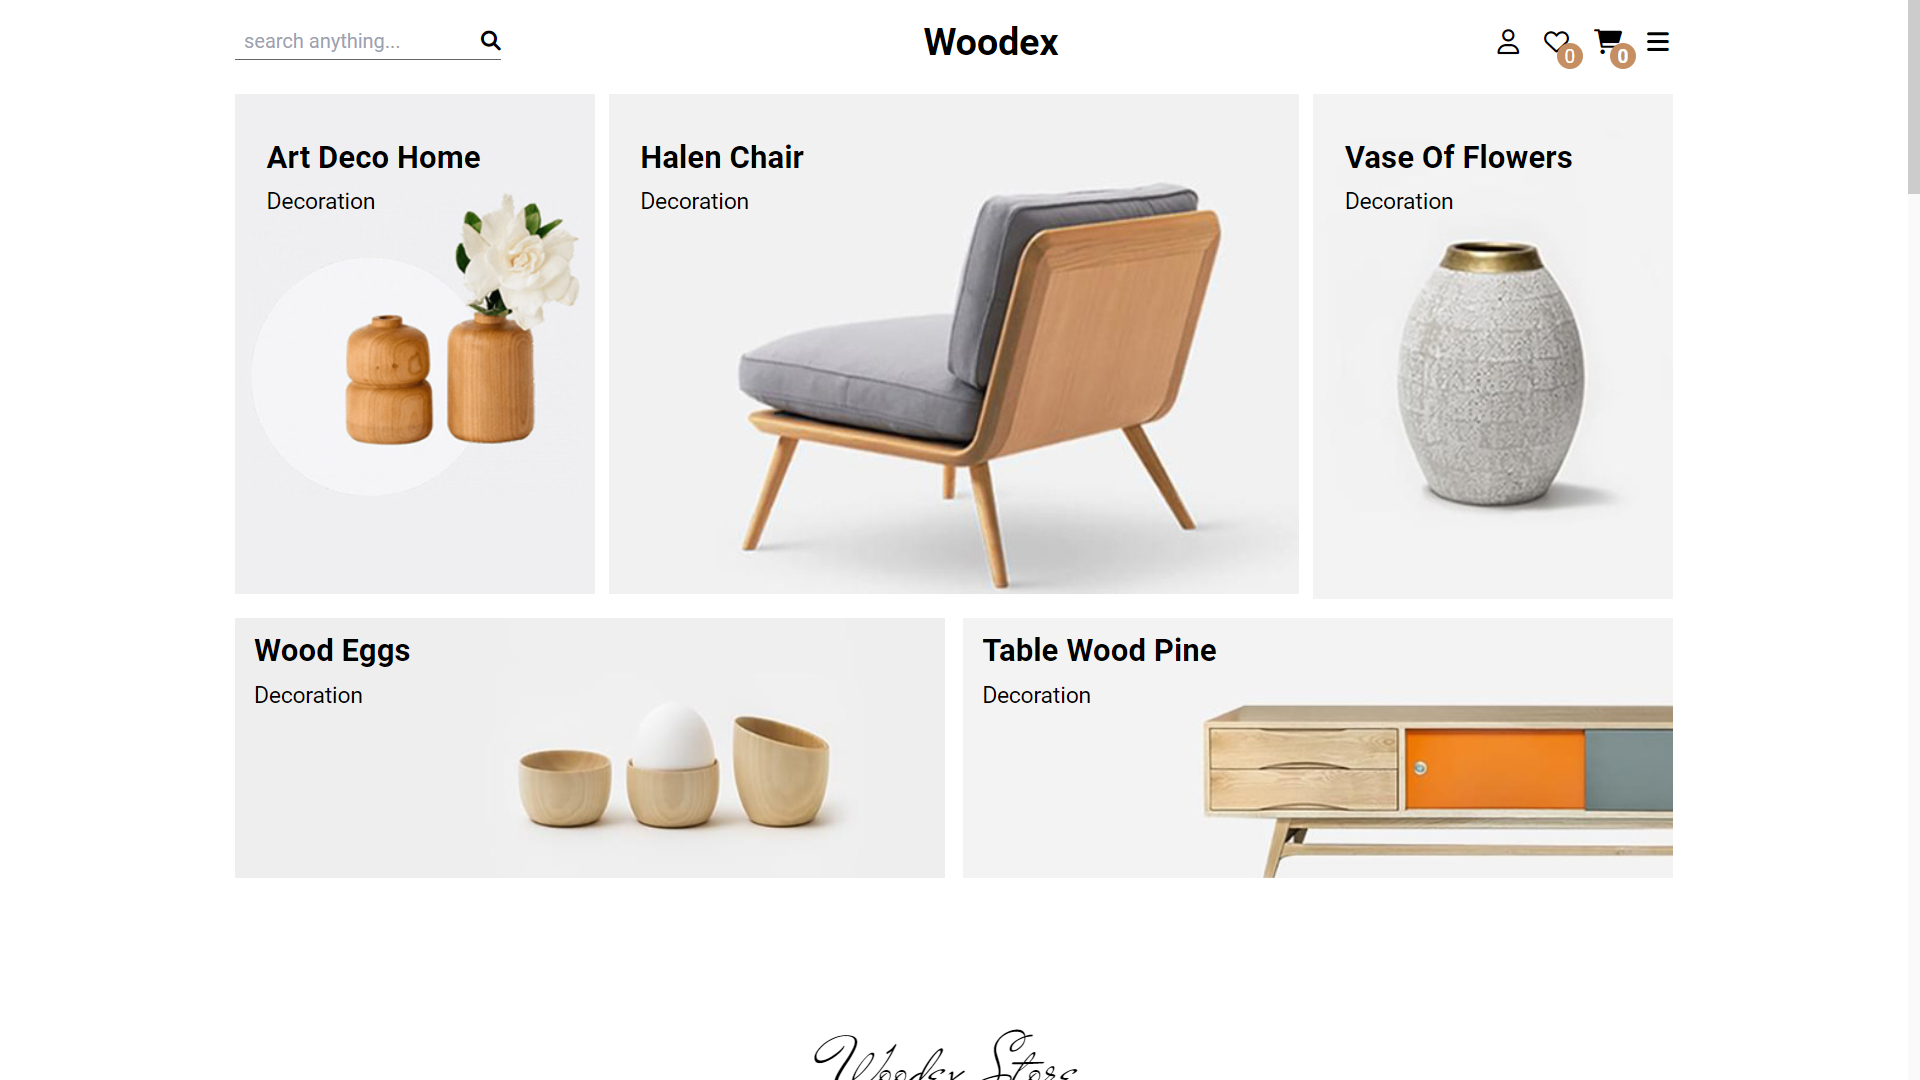 search anything...
Woodex
0
0
Art Deco Home
Decoration
Halen Chair
Decoration
Vase Of Flowers
Decoration
Wood Eggs
Decoration
Table Wood Pine
Decoration
Woodex Store